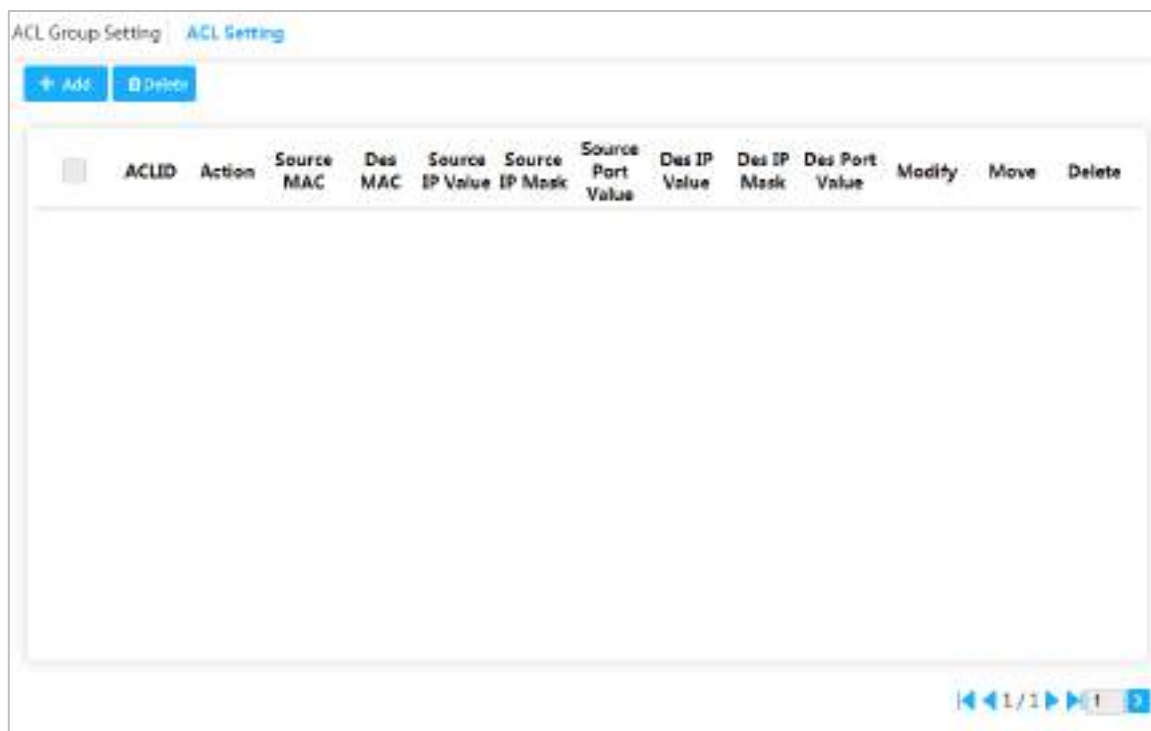 ACL Group Setting ACL Setting
Add Delete
ACLID Action Source MAC Des MAC Source IP Value Source IP Mask Source Port Value Des IP Value Des IP Mask Des Port Value Modify Move Delete
1 / 1 1